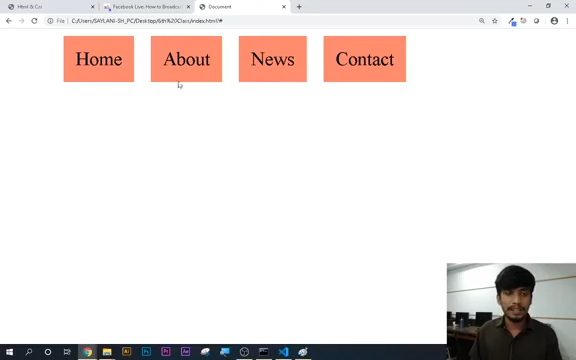 Html & Css
Facebook Live: How to Broadcas
Document
File
C:/Users/SAYLANI-SH_PC/Desktop/6th%20Class/index.html#
Home About News Contact